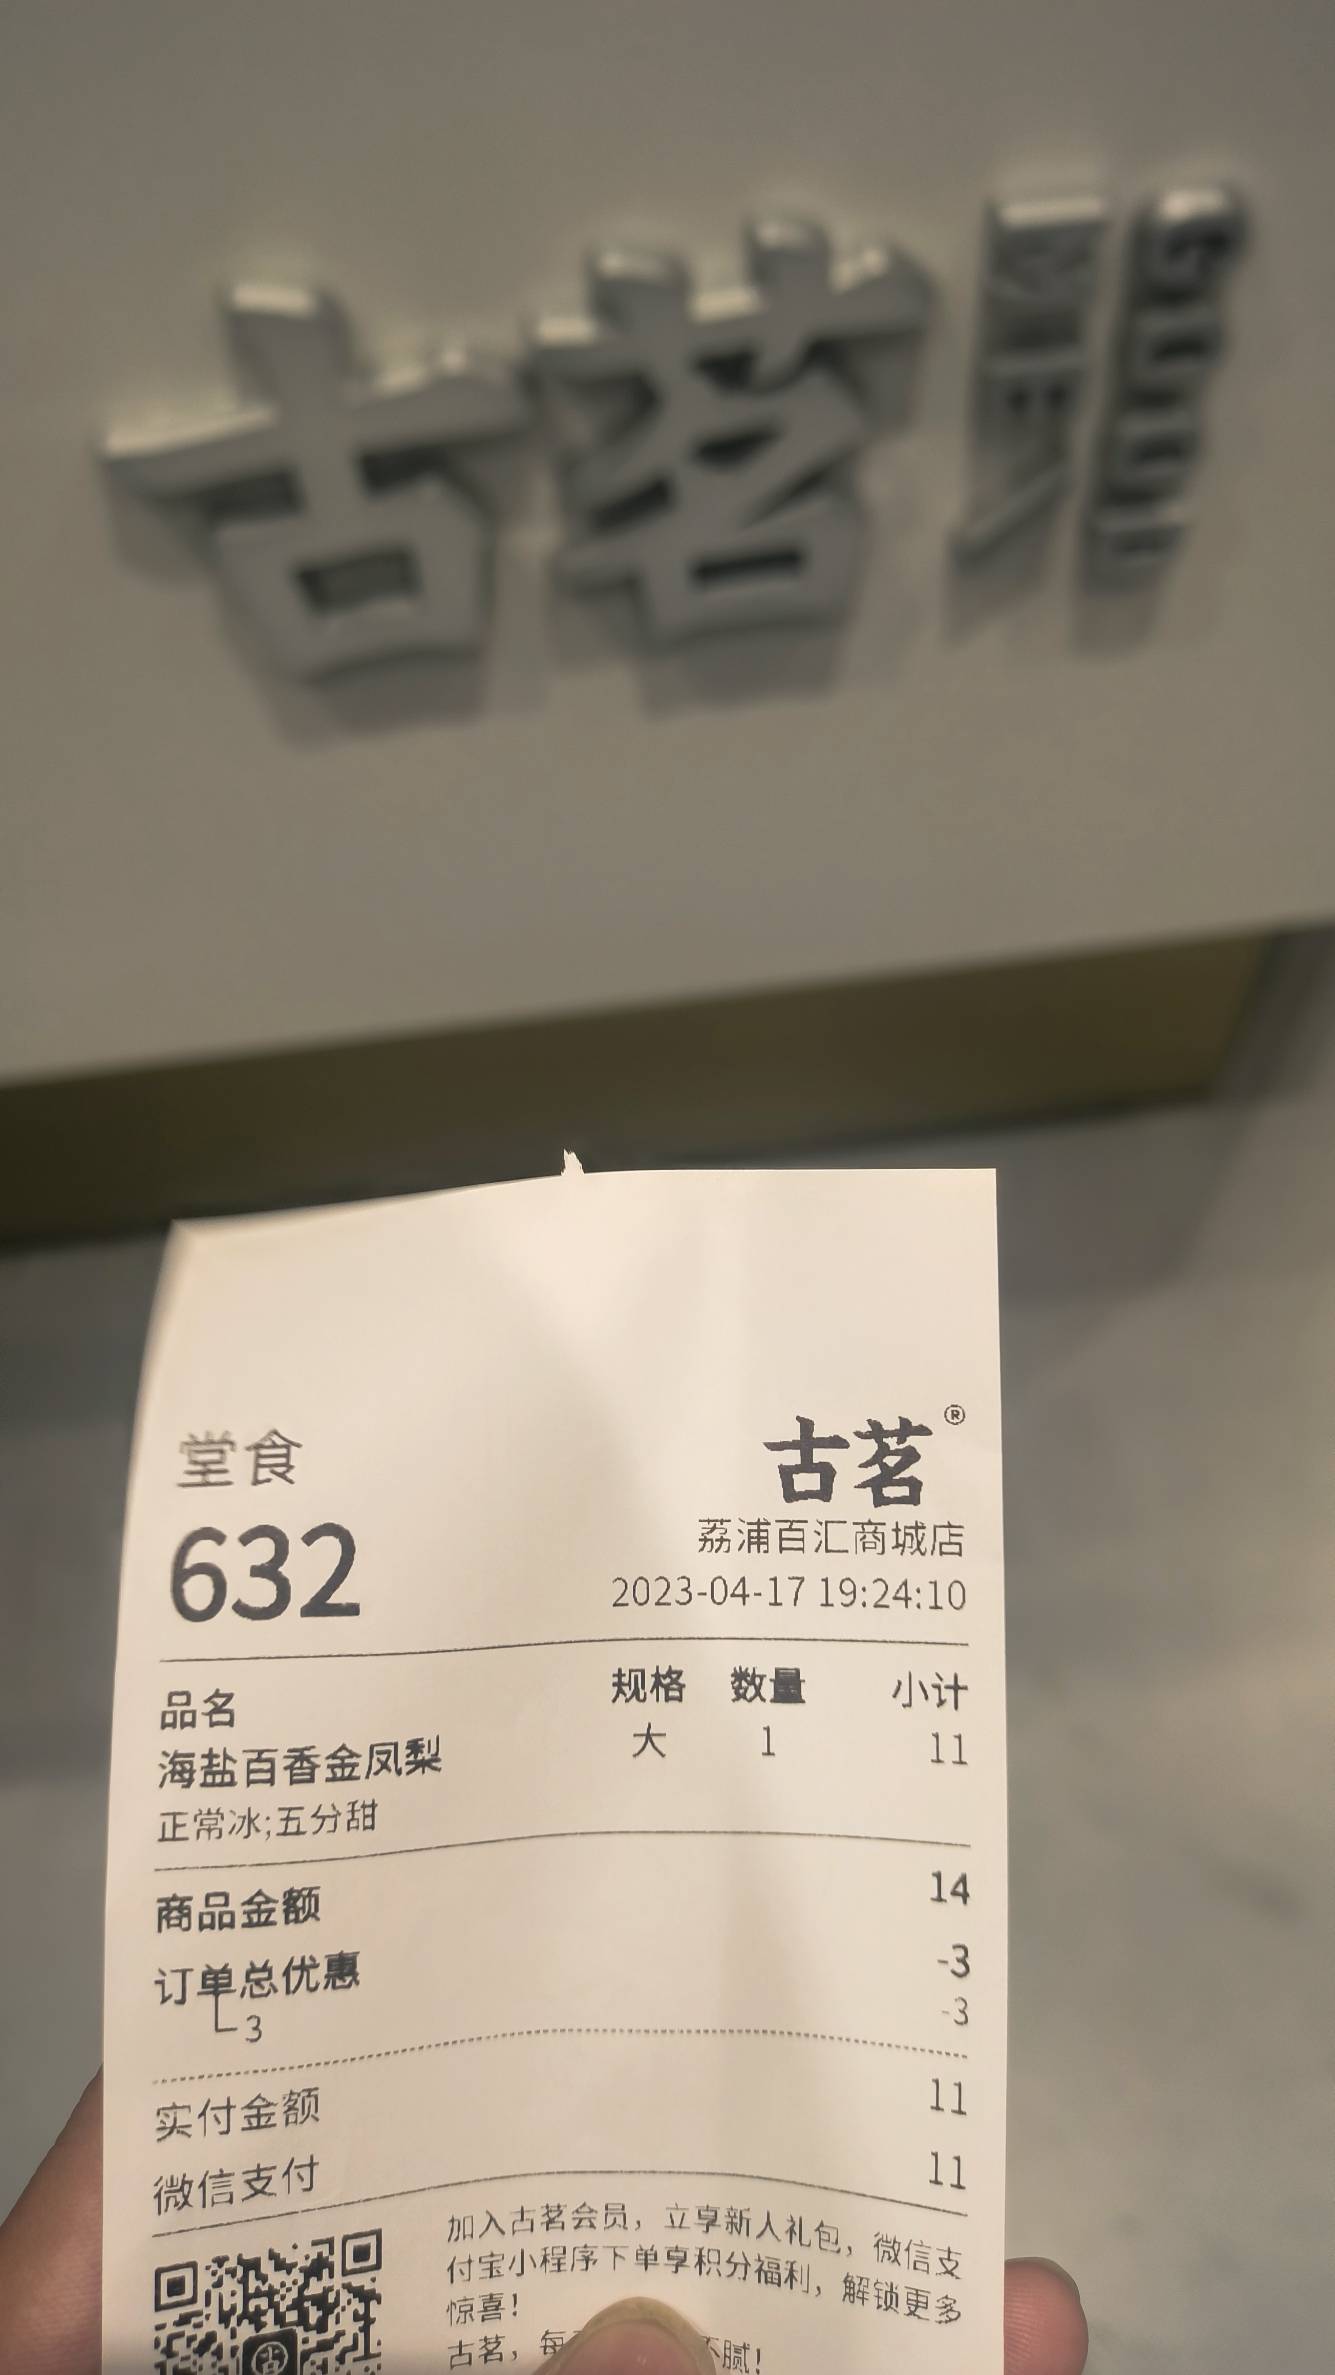 古茗
GOOD
堂食
古茗®
632
荔浦百汇商城店
2023-04-17 19:24:10
品名 规格 数量 小计
海盐百香金凤梨 大 1 11
正常冰;五分甜
商品金额 14
订单总优惠 -3
3 -3
实付金额 11
微信支付 11
加入古茗会员，立享新人礼包，微信支
付宝小程序下单享积分福利，解锁更多
惊喜！
古茗，每 不腻！
古